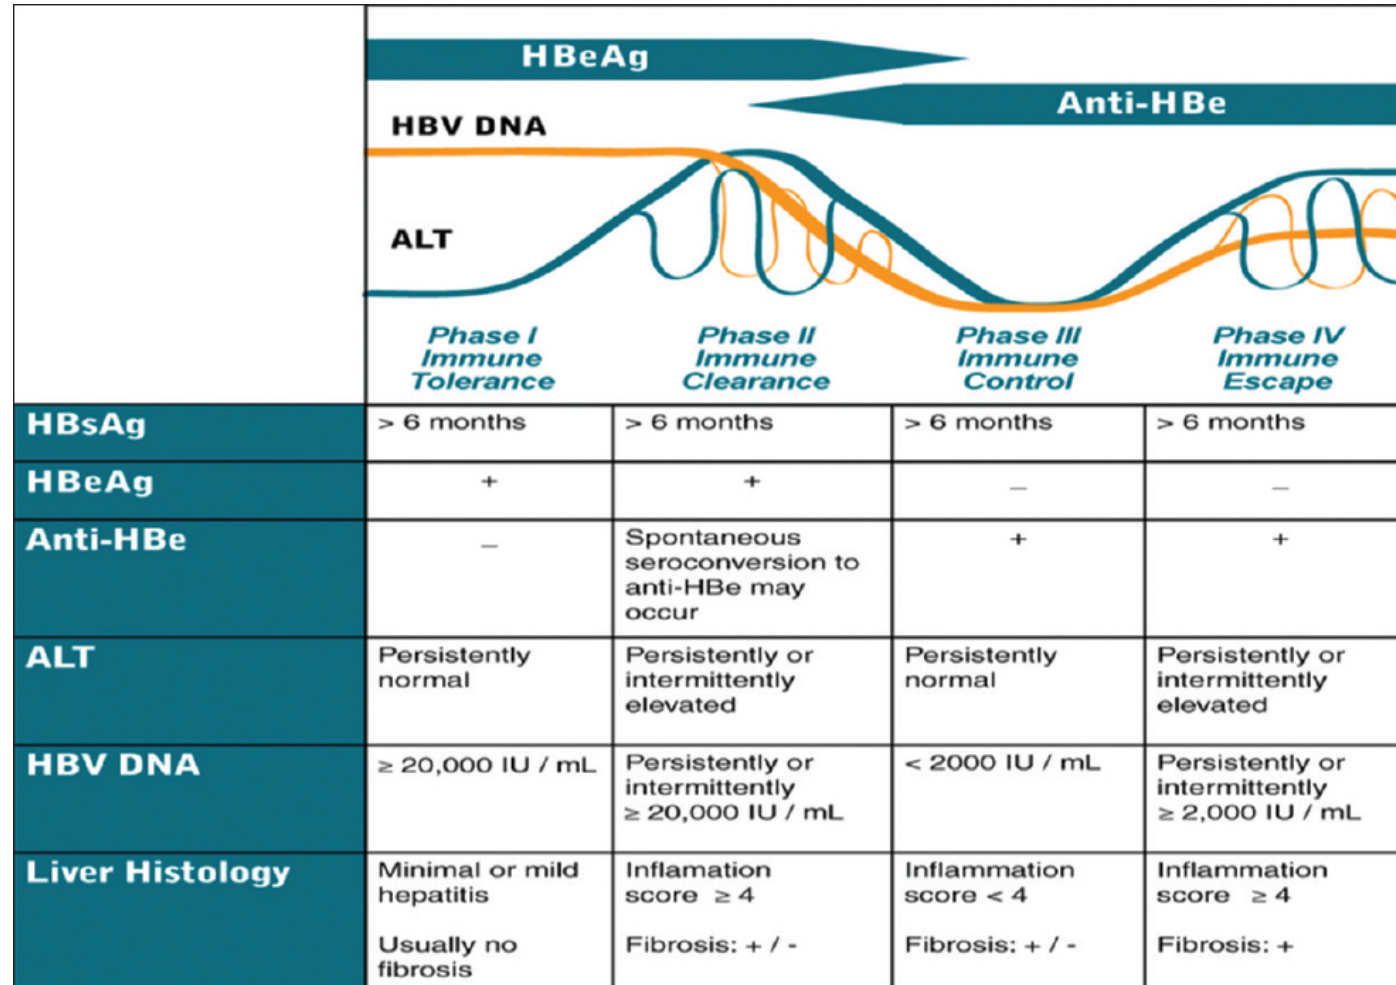 HBeAg
Anti-HBe
HBV DNA
ALT
Phase I
Immune
Tolerance
Phase II
Immune
Clearance
Phase III
Immune
Control
Phase IV
Immune
Escape
HBsAg
> 6 months
> 6 months
> 6 months
> 6 months
HBeAg
+
+
–
–
Anti-HBe
–
Spontaneous
seroconversion to
anti-HBe may
occur
+
+
ALT
Persistently
normal
Persistently or
intermittently
elevated
Persistently
normal
Persistently or
intermittently
elevated
HBV DNA
≥ 20,000 IU / mL
Persistently or
intermittently
≥ 20,000 IU / mL
< 2000 IU / mL
Persistently or
intermittently
≥ 2,000 IU / mL
Liver Histology
Minimal or mild
hepatitis
Usually no
fibrosis
Inflamation
score ≥ 4
Fibrosis: + / -
Inflammation
score < 4
Fibrosis: + / -
Inflammation
score ≥ 4
Fibrosis: +